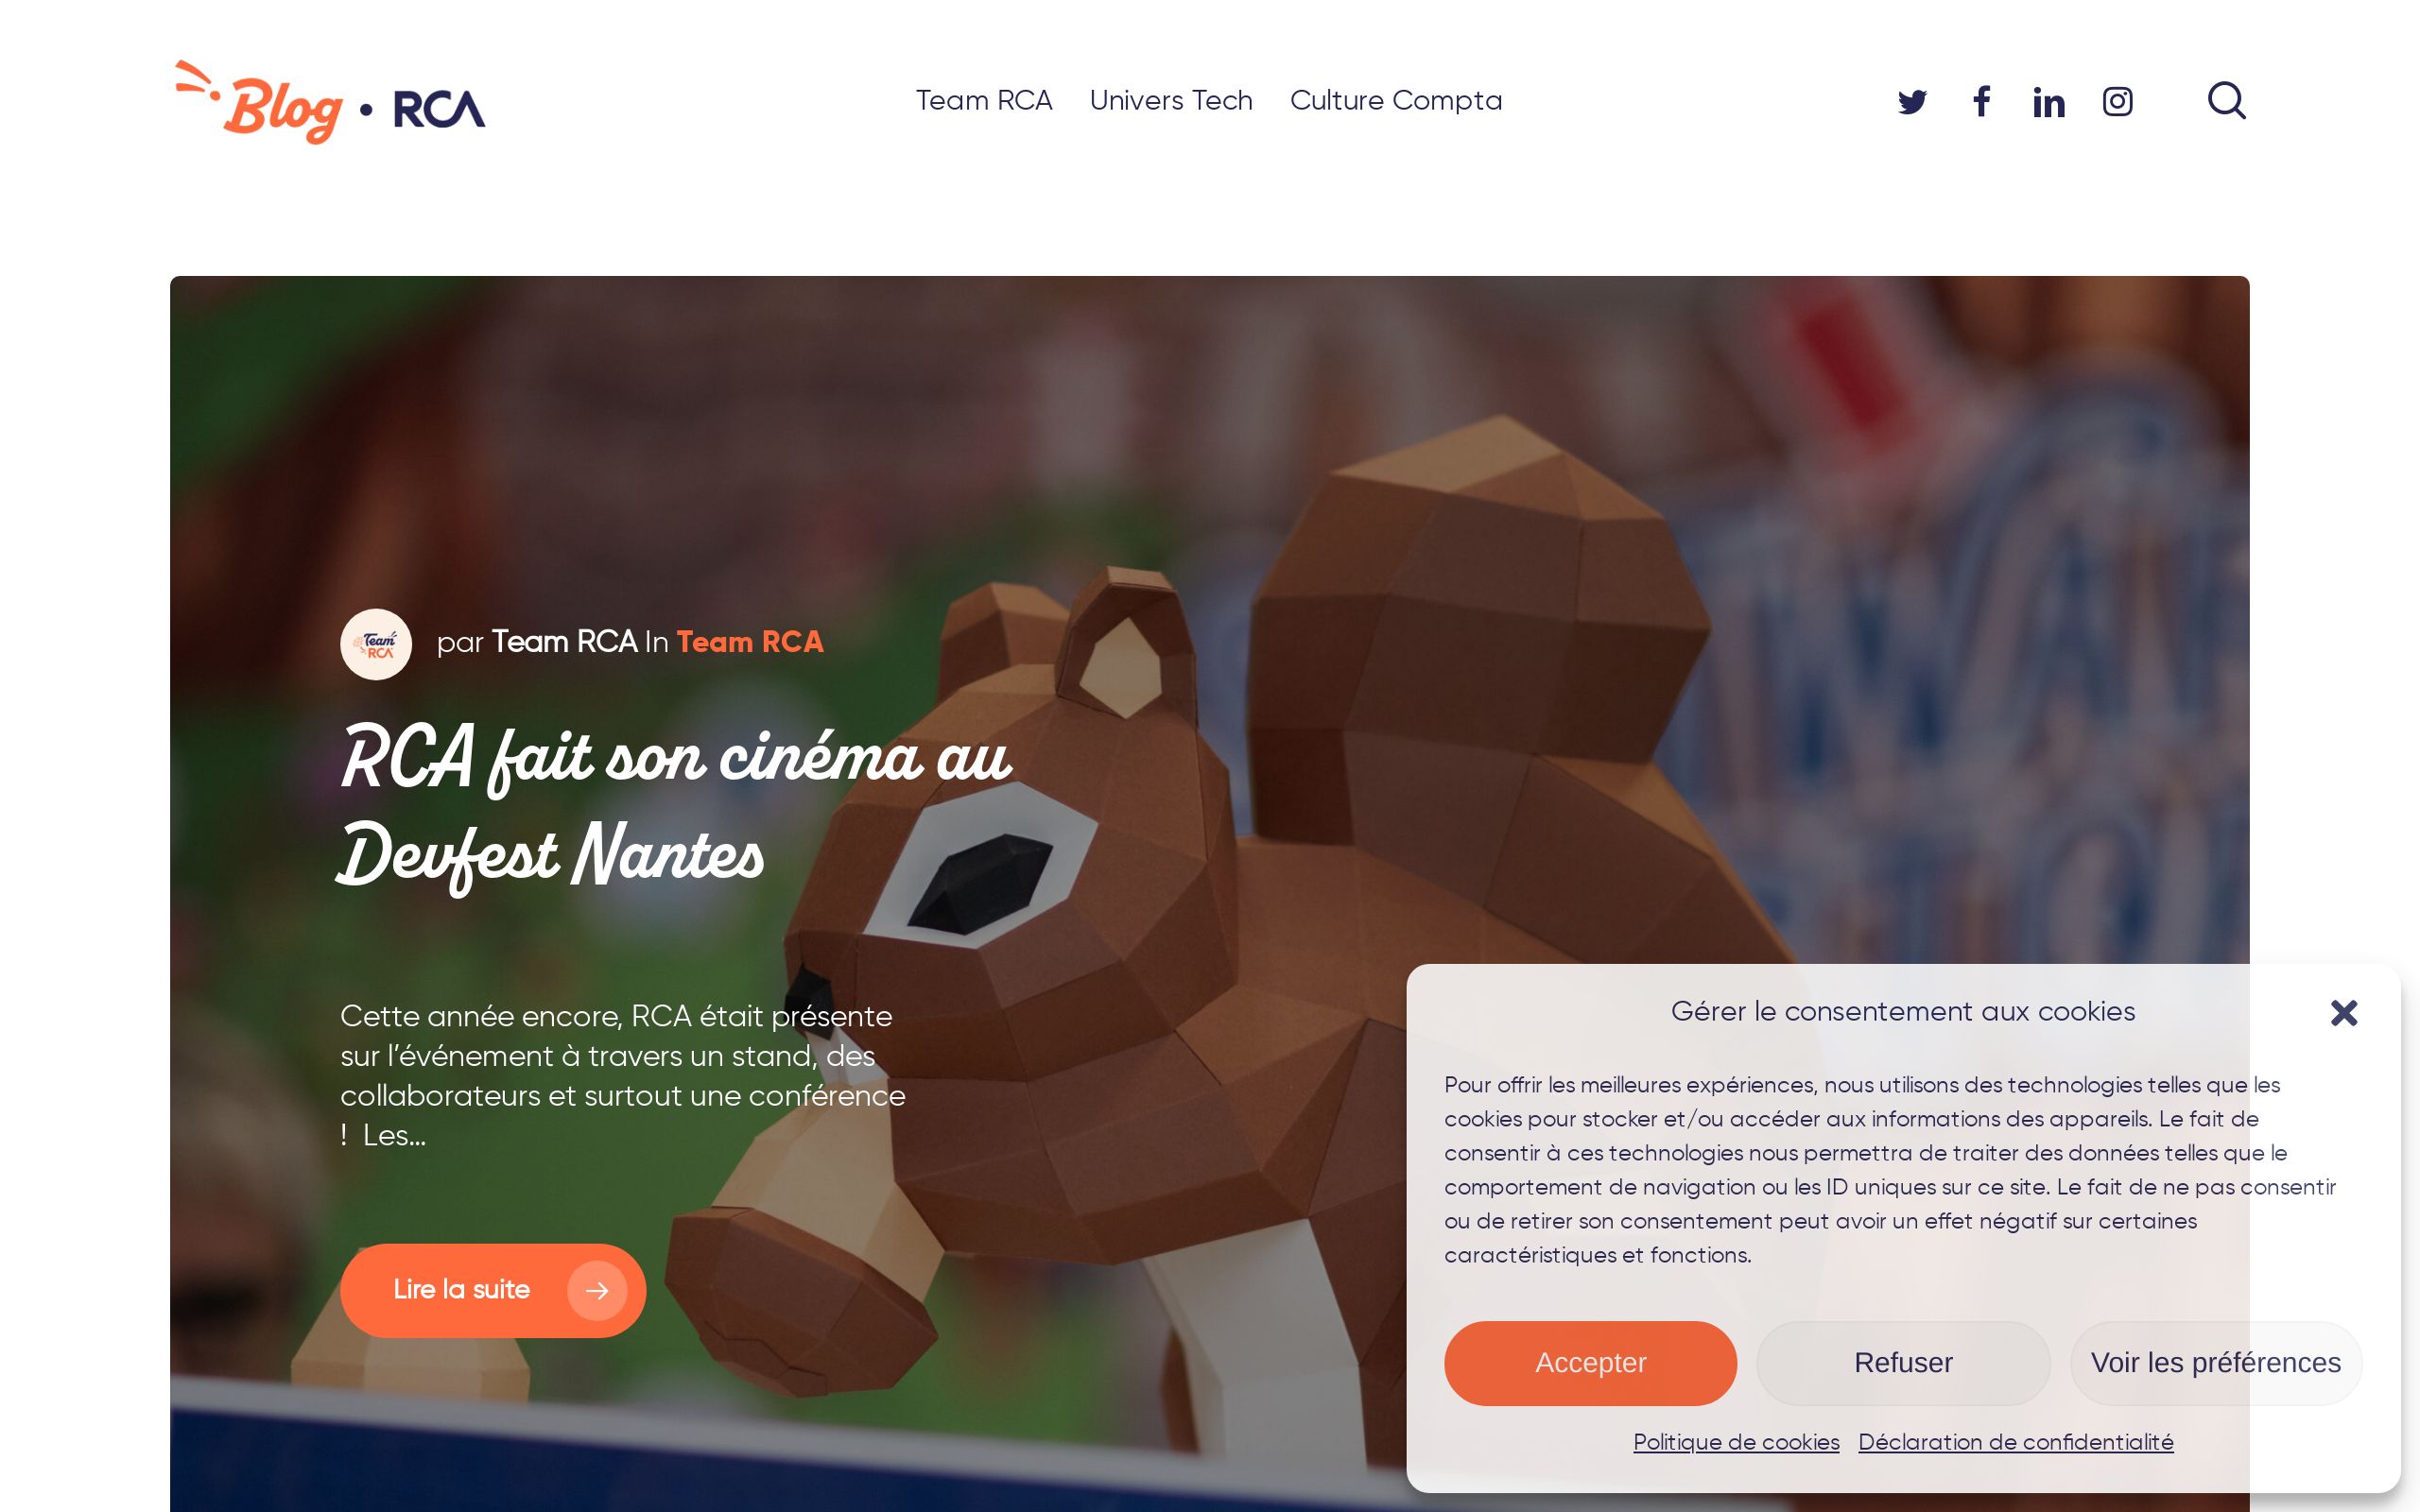 Blog • RCA
Team RCA
Univers Tech
Culture Compta
Team RCA
par Team RCA In Team RCA
RCA fait son cinéma au
Devfest Nantes
Cette année encore, RCA était présente
sur l’événement à travers un stand, des
collaborateurs et surtout une conférence
! Les...
Lire la suite
Gérer le consentement aux cookies
Pour offrir les meilleures expériences, nous utilisons des technologies telles que les
cookies pour stocker et/ou accéder aux informations des appareils. Le fait de
consentir à ces technologies nous permettra de traiter des données telles que le
comportement de navigation ou les ID uniques sur ce site. Le fait de ne pas consentir
ou de retirer son consentement peut avoir un effet négatif sur certaines
caractéristiques et fonctions.
Accepter
Refuser
Voir les préférences
Politique de cookies
Déclaration de confidentialité